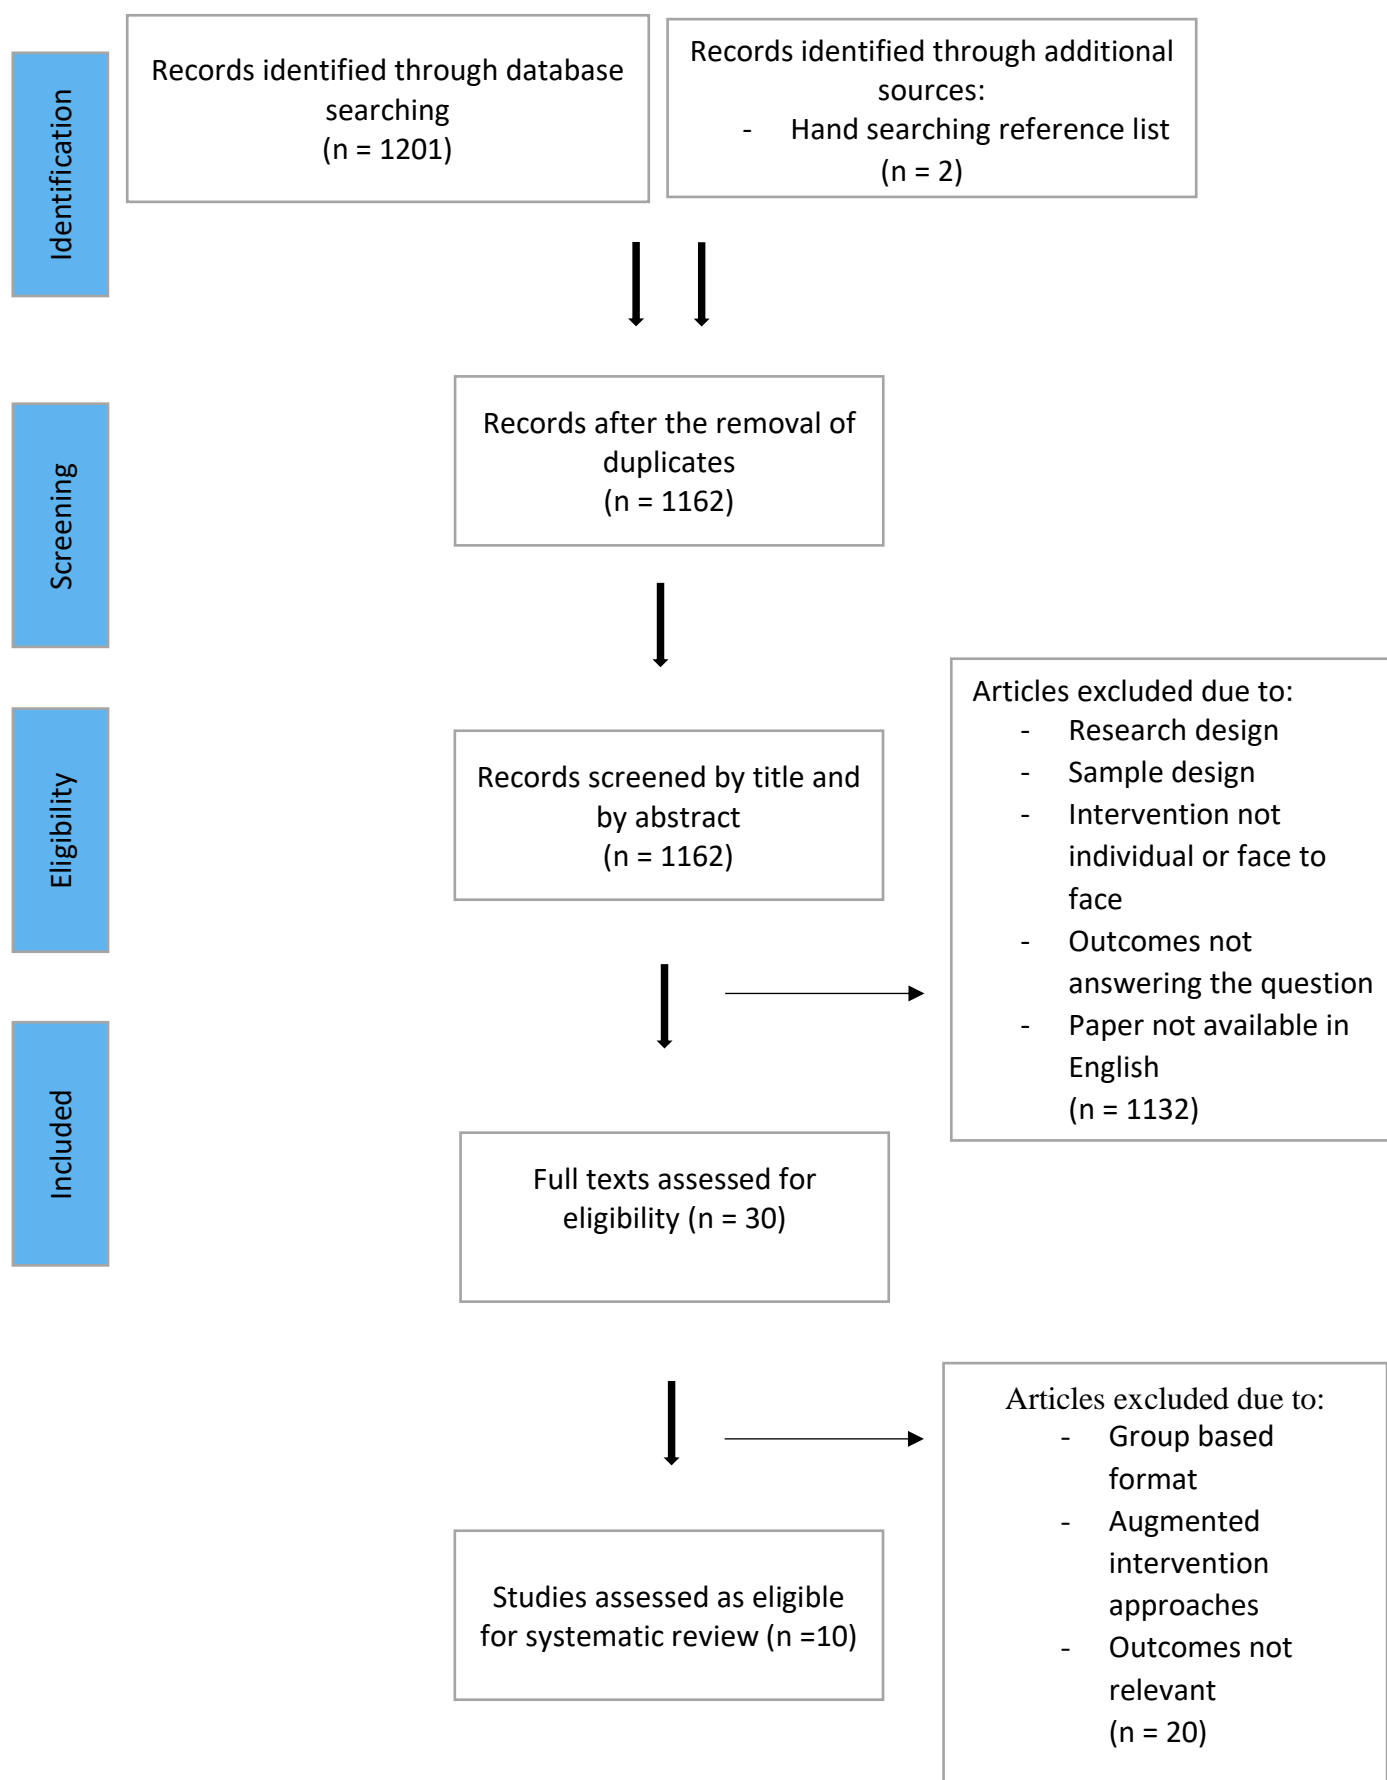 Identification
Records identified through database
searching
(n = 1201)
Records identified through additional
sources:
- Hand searching reference list
(n = 2)
Screening
Records after the removal of
duplicates
(n = 1162)
Eligibility
Records screened by title and
by abstract
(n = 1162)
Articles excluded due to:
- Research design
- Sample design
- Intervention not
individual or face to
face
- Outcomes not
answering the question
- Paper not available in
English
(n = 1132)
Included
Full texts assessed for
eligibility (n = 30)
Articles excluded due to:
- Group based
format
- Augmented
intervention
approaches
- Outcomes not
relevant
(n = 20)
Studies assessed as eligible
for systematic review (n =10)